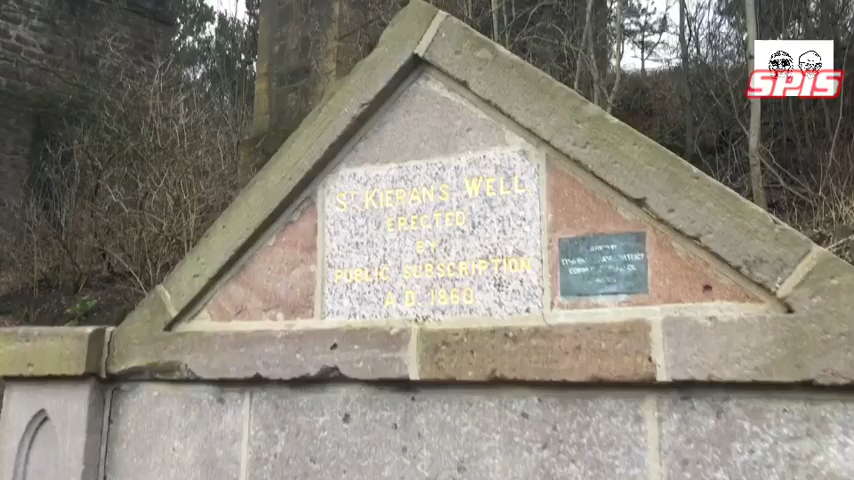 SPIS
ST KIERANS WELL
ERECTED
BY
PUBLIC SUBSCRIPTION
A.D. 1860